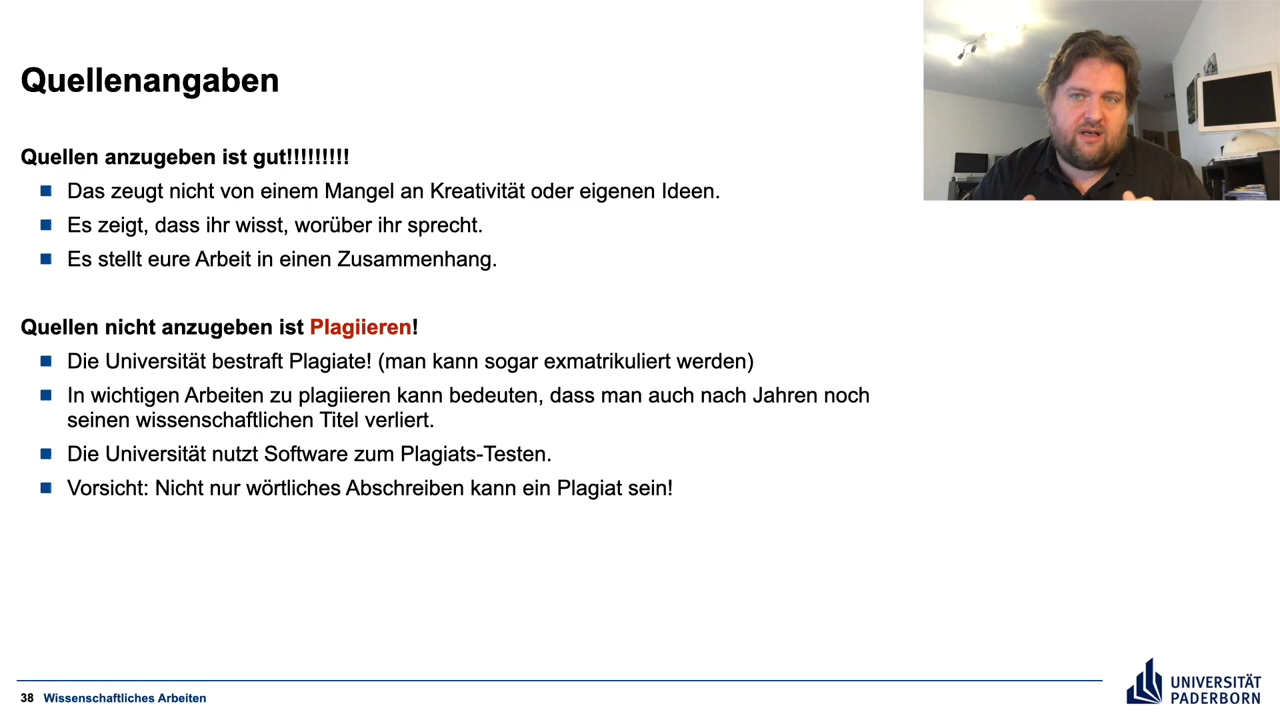 Quellenangaben
Quellen anzugeben ist gut!!!!!!!!!
Das zeugt nicht von einem Mangel an Kreativität oder eigenen Ideen.
Es zeigt, dass ihr wisst, worüber ihr sprecht.
Es stellt eure Arbeit in einen Zusammenhang.
Quellen nicht anzugeben ist Plagiieren!
Die Universität bestraft Plagiate! (man kann sogar exmatrikuliert werden)
In wichtigen Arbeiten zu plagiieren kann bedeuten, dass man auch nach Jahren noch
seinen wissenschaftlichen Titel verliert.
Die Universität nutzt Software zum Plagiats-Testen.
Vorsicht: Nicht nur wörtliches Abschreiben kann ein Plagiat sein!
38 Wissenschaftliches Arbeiten
UNIVERSITÄT
PADERBORN